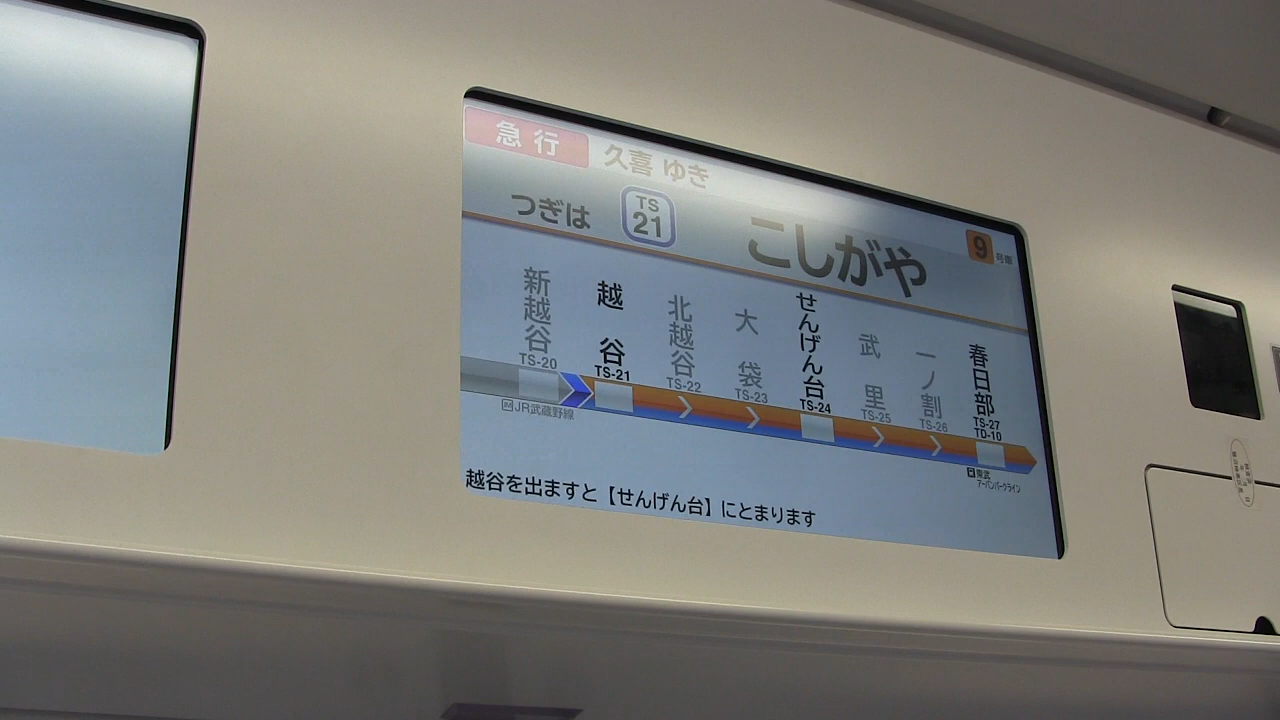 急行 久喜 ゆき
つぎは TS 21 こしがや 9号車
新越谷 越谷 北越谷 大袋 せんげん台 武里 一ノ割 春日部
TS-20 TS-21 TS-22 TS-23 TS-24 TS-25 TS-26 TS-27
TD-10
JR武蔵野線
東武
アーバンパークライン
越谷を出ますと【せんげん台】にとまります